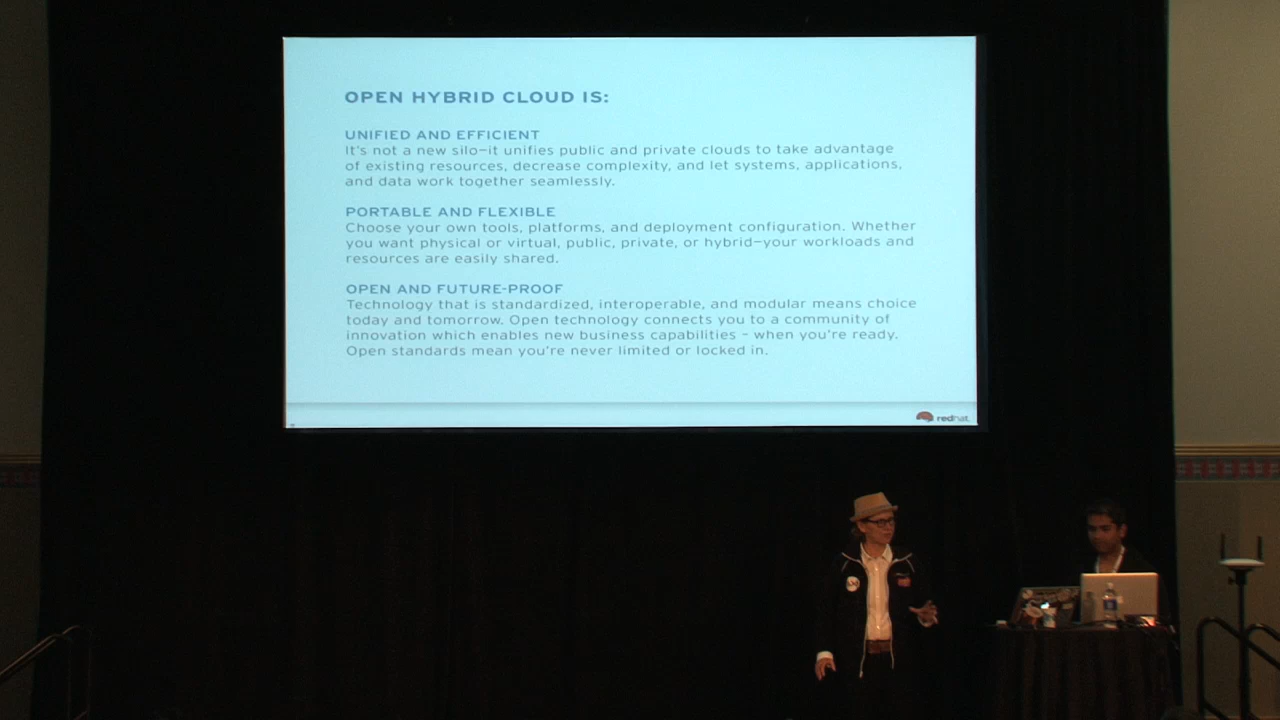 OPEN HYBRID CLOUD IS:
UNIFIED AND EFFICIENT
It's not a new silo—it unifies public and private clouds to take advantage
of existing resources, decrease complexity, and let systems, applications,
and data work together seamlessly.
PORTABLE AND FLEXIBLE
Choose your own tools, platforms, and deployment configuration. Whether
you want physical or virtual, public, private, or hybrid—your workloads and
resources are easily shared.
OPEN AND FUTURE-PROOF
Technology that is standardized, interoperable, and modular means choice
today and tomorrow. Open technology connects you to a community of
innovation which enables new business capabilities – when you're ready.
Open standards mean you're never limited or locked in.
redhat.